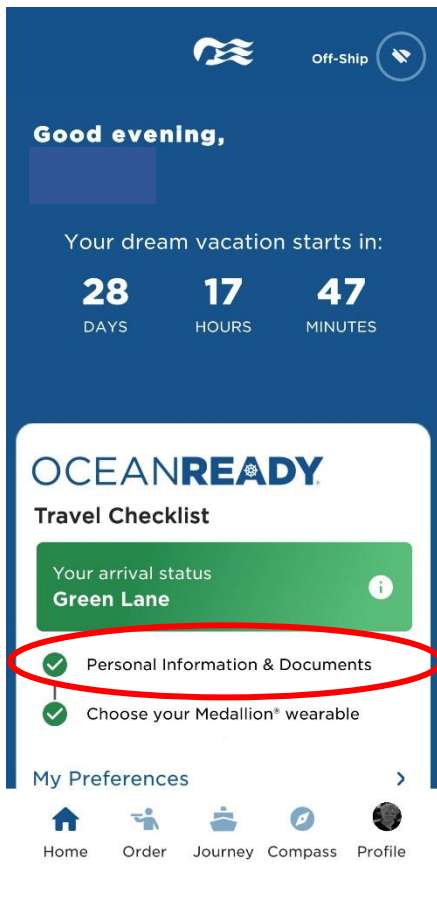 Off-Ship
Good evening,
Your dream vacation starts in:
28 17 47
DAYS HOURS MINUTES
OCEANREADY
Travel Checklist
Your arrival status
Green Lane
Personal Information & Documents
Choose your Medallion® wearable
My Preferences
Home Order Journey Compass Profile